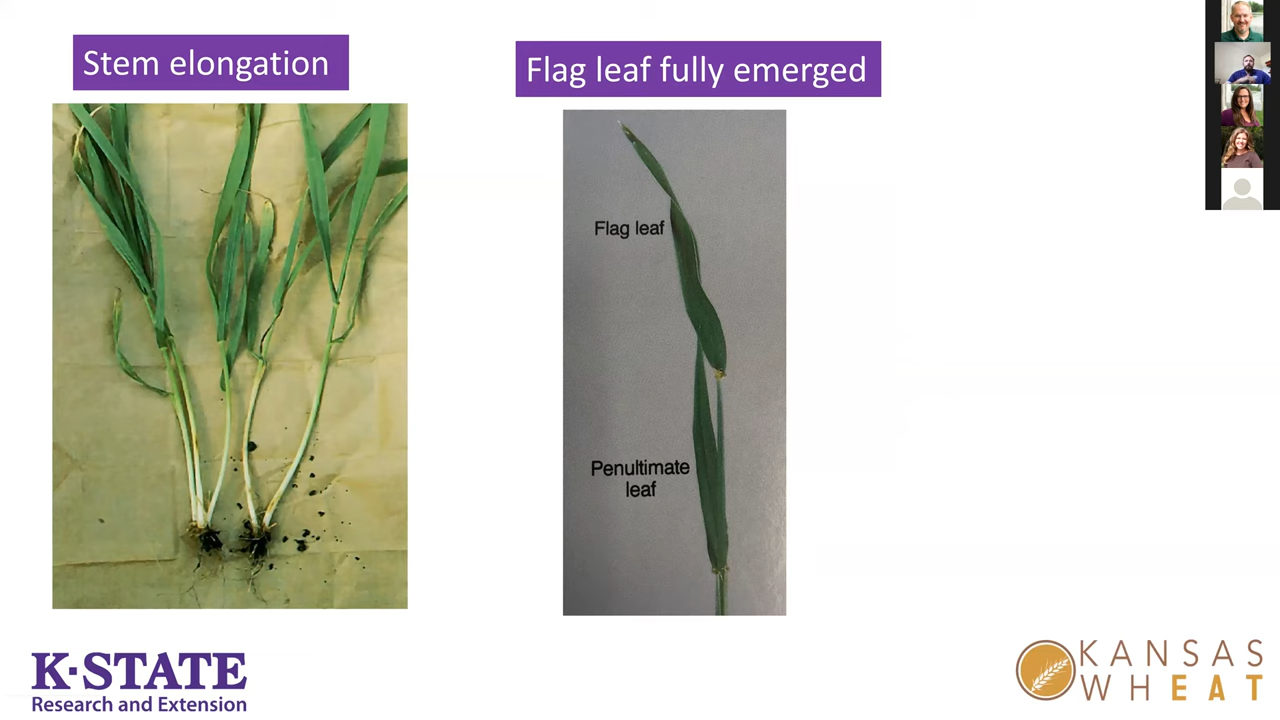 Stem elongation
Flag leaf fully emerged
Flag leaf
Penultimate
leaf
K·STATE
Research and Extension
KANSAS
WHEAT